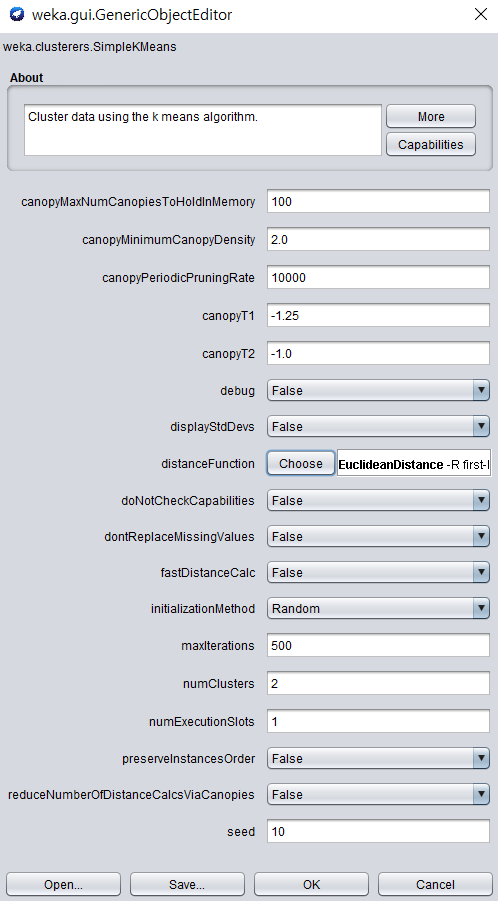 weka.gui.GenericObjectEditor
weka.clusterers.SimpleKMeans
About
Cluster data using the k means algorithm.
More
Capabilities
canopyMaxNumCanopiesToHoldInMemory 100
canopyMinimumCanopyDensity 2.0
canopyPeriodicPruningRate 10000
canopyT1 -1.25
canopyT2 -1.0
debug False
displayStdDevs False
distanceFunction Choose EuclideanDistance -R first-l
doNotCheckCapabilities False
dontReplaceMissingValues False
fastDistanceCalc False
initializationMethod Random
maxIterations 500
numClusters 2
numExecutionSlots 1
preserveInstancesOrder False
reduceNumberOfDistanceCalcsViaCanopies False
seed 10
Open... Save... OK Cancel